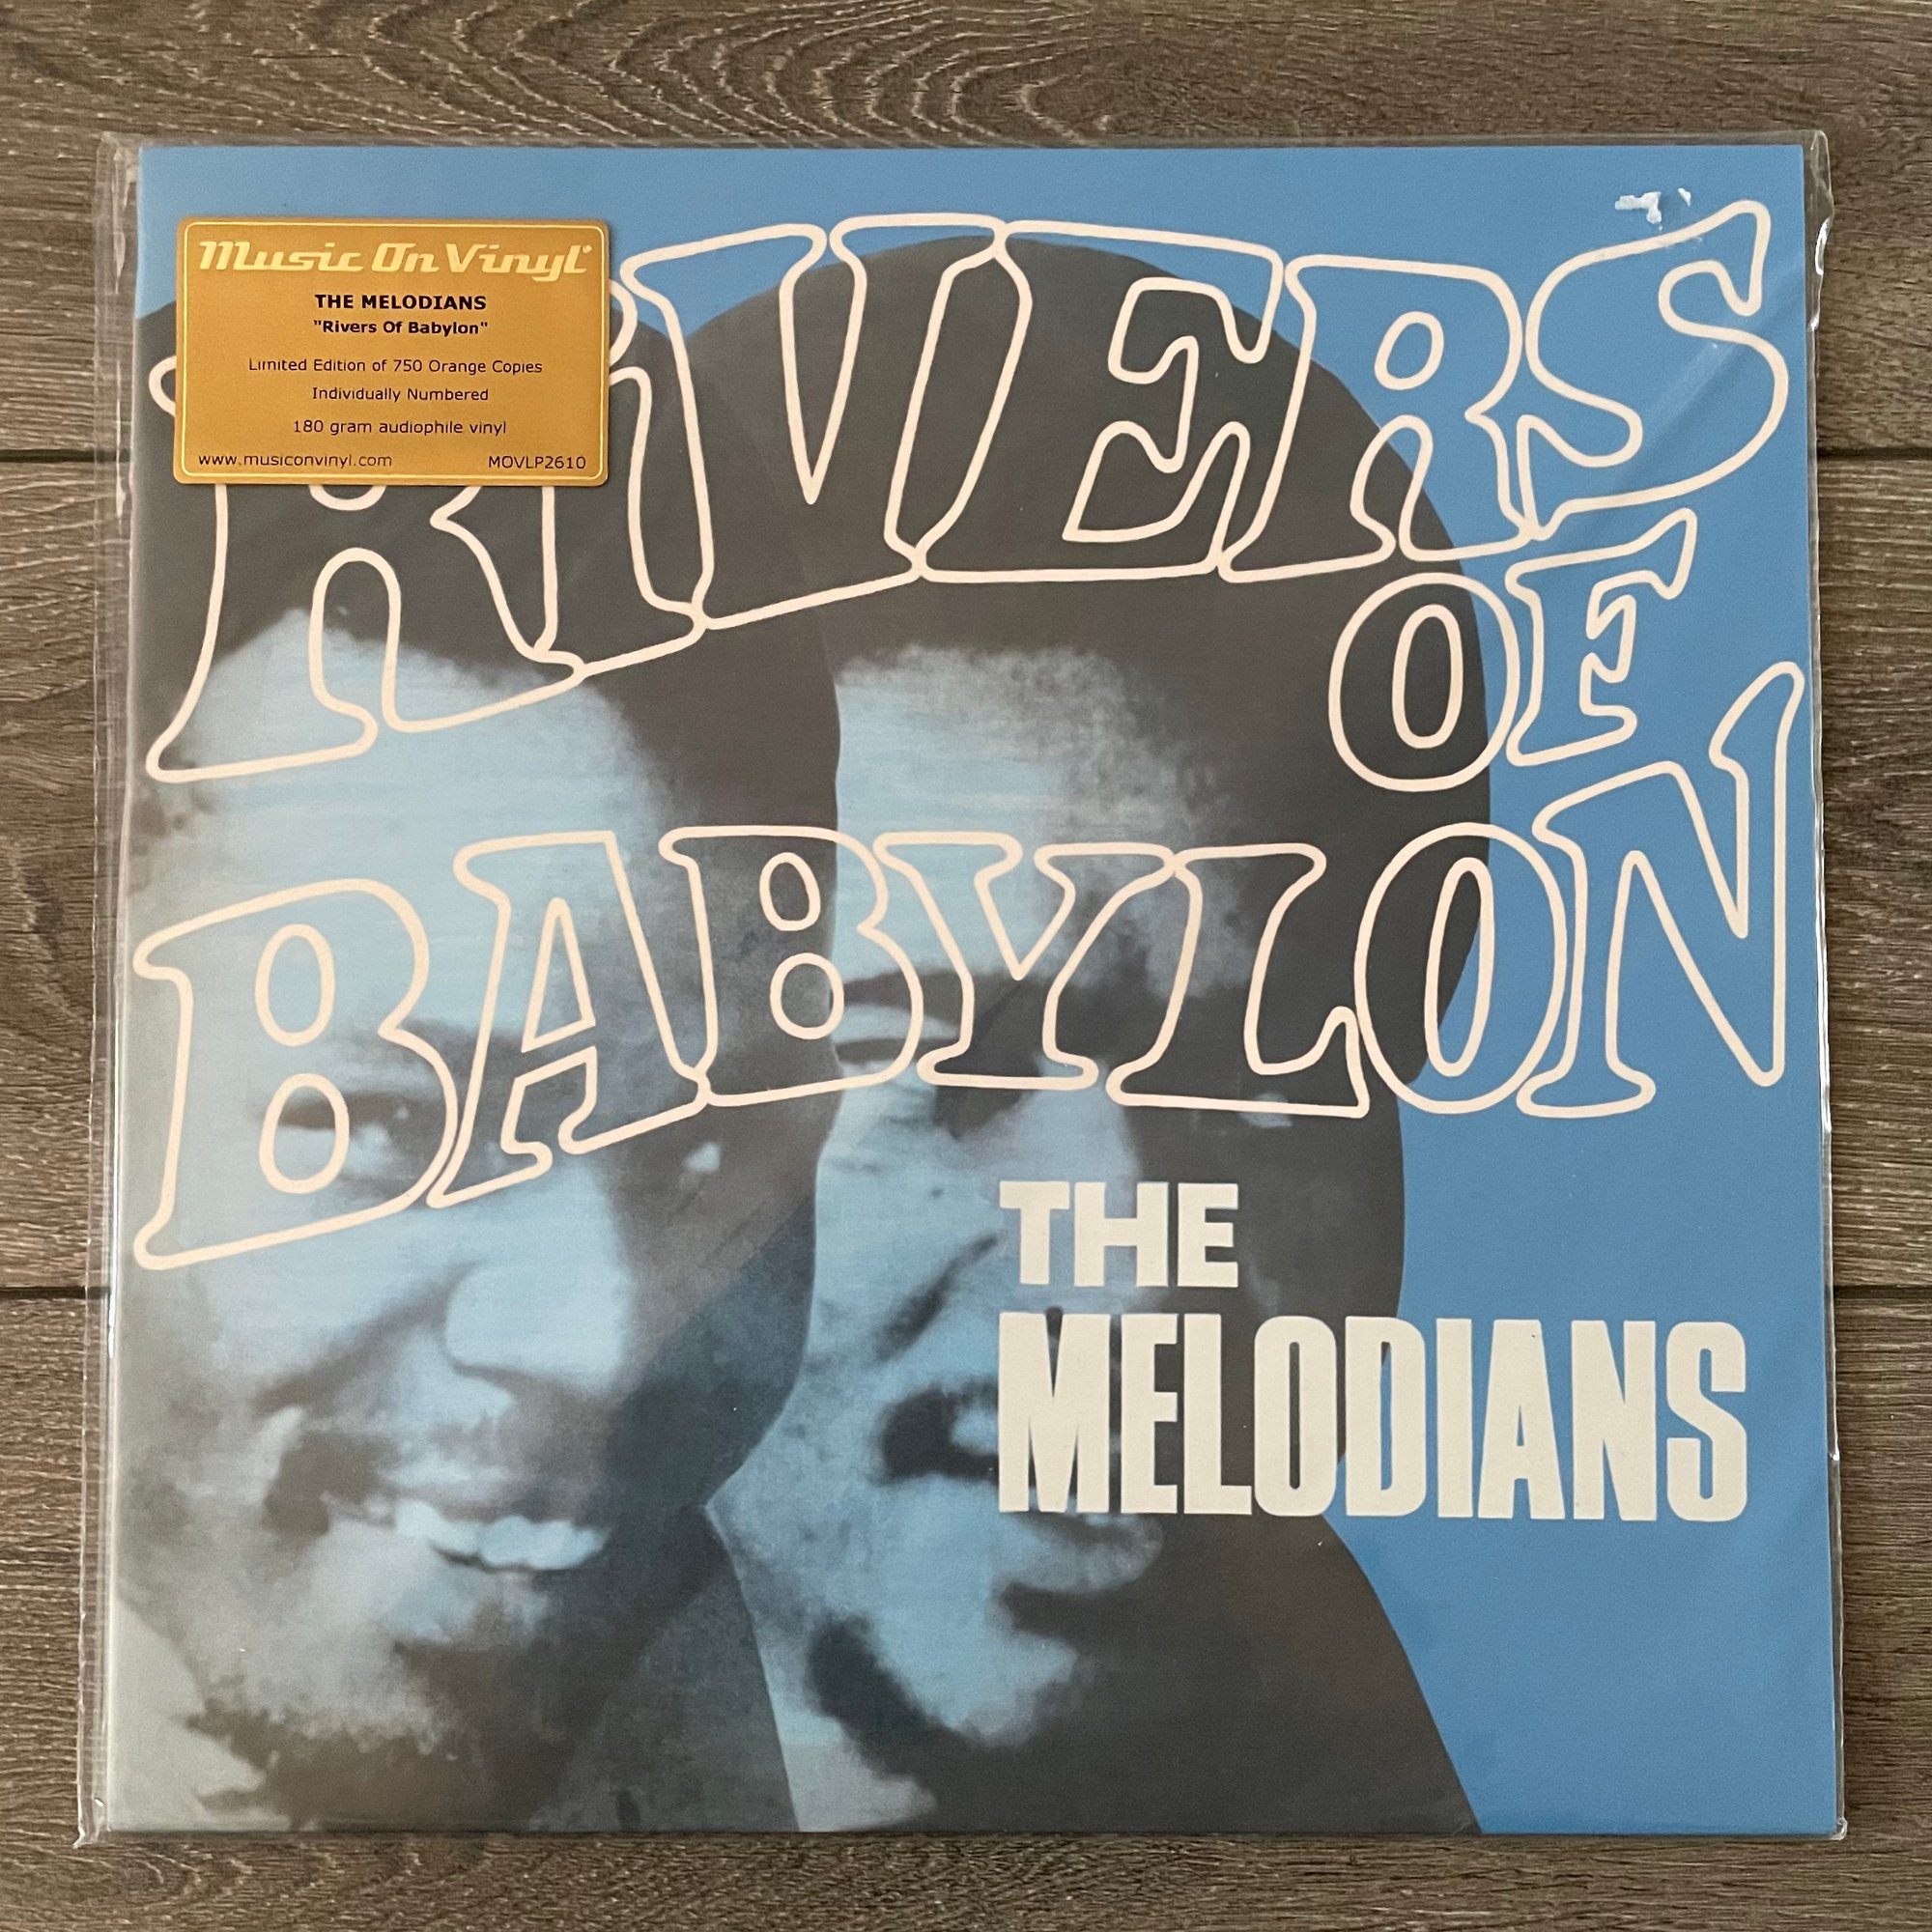 Music On Vinyl
THE MELODIANS
"Rivers Of Babylon"
Limited Edition of 750 Orange Copies
Individually Numbered
180 gram audiophile vinyl
www.musiconvinyl.com MOVLP2610
RIVERS
OF
BABYLON
THE
MELODIANS